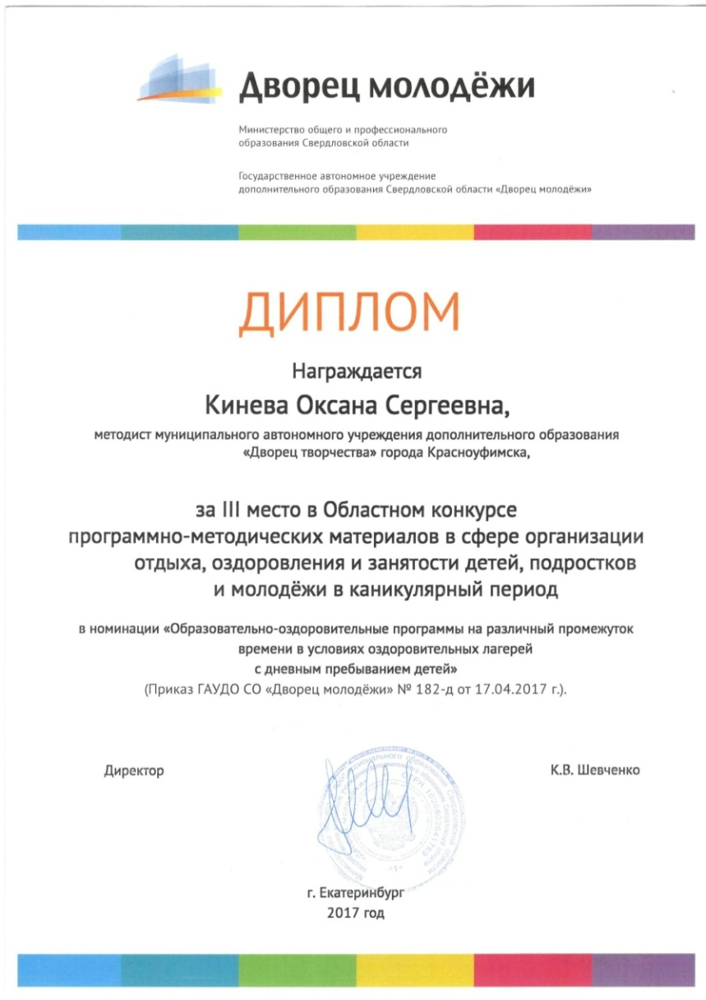 Дворец молодёжи
Министерство общего и профессионального
образования Свердловской области
Государственное автономное учреждение
дополнительного образования Свердловской области «Дворец молодёжи»
ДИПЛОМ
Награждается
Кинева Оксана Сергеевна,
методист муниципального автономного учреждения дополнительного образования
«Дворец творчества» города Красноуфимска,
за III место в Областном конкурсе
программно-методических материалов в сфере организации
отдыха, оздоровления и занятости детей, подростков
и молодёжи в каникулярный период
в номинации «Образовательно-оздоровительные программы на различный промежуток
времени в условиях оздоровительных лагерей
с дневным пребыванием детей»
(Приказ ГАУДО СО «Дворец молодёжи» № 182-д от 17.04.2017 г.).
Директор
К.В. Шевченко
г. Екатеринбург
2017 год